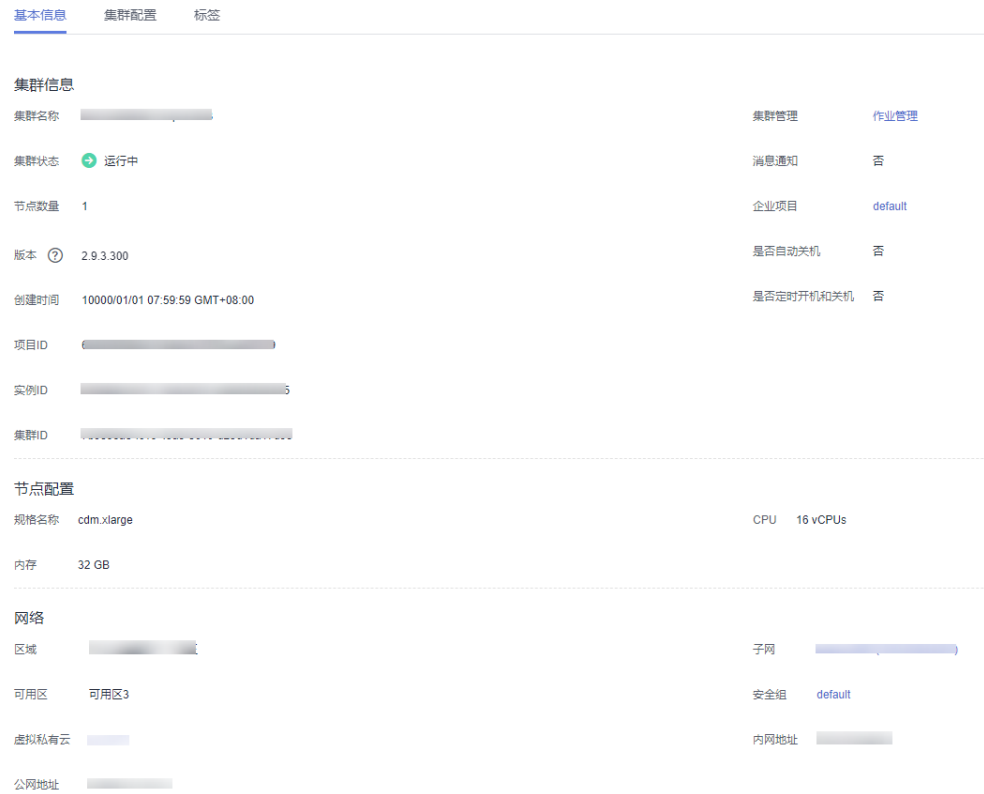 基本信息 集群配置 标签
集群信息
集群名称
集群管理 作业管理
集群状态 运行中
消息通知 否
节点数量 1
企业项目 default
版本 ? 2.9.3.300
是否自动关机 否
创建时间 10000/01/01 07:59:59 GMT+08:00
是否定时开机和关机 否
项目ID
实例ID
集群ID
节点配置
规格名称 cdm.xlarge
CPU 16 vCPUs
内存 32 GB
网络
区域
子网
可用区 可用区3
安全组 default
虚拟私有云
内网地址
公网地址